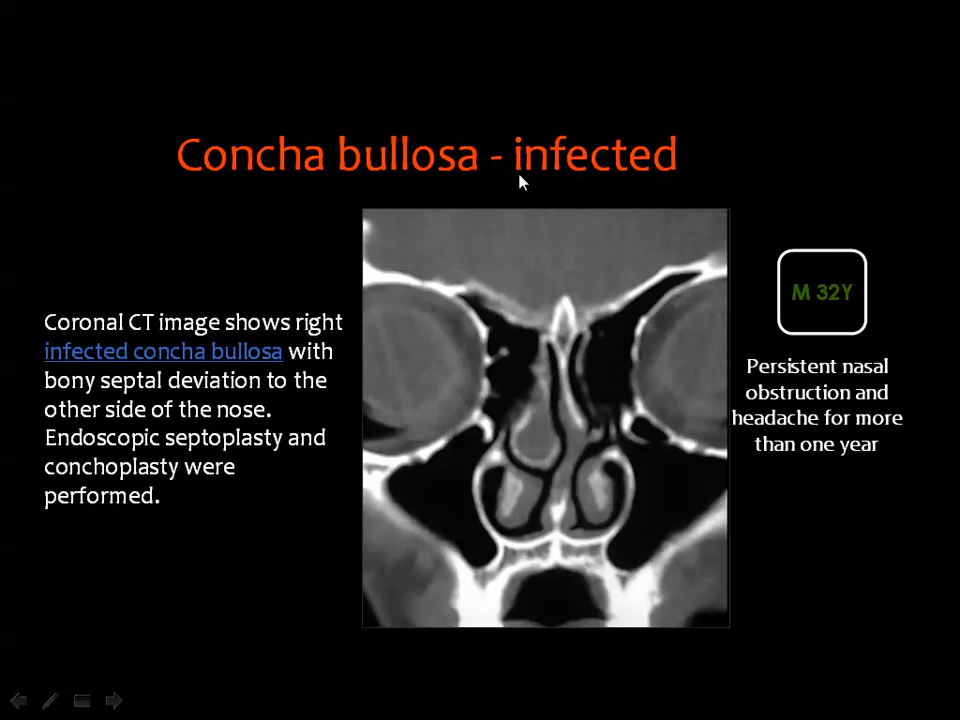 Concha bullosa - infected
Coronal CT image shows right
infected concha bullosa with
bony septal deviation to the
other side of the nose.
Endoscopic septoplasty and
conchoplasty were
performed.
M 32Y
Persistent nasal
obstruction and
headache for more
than one year